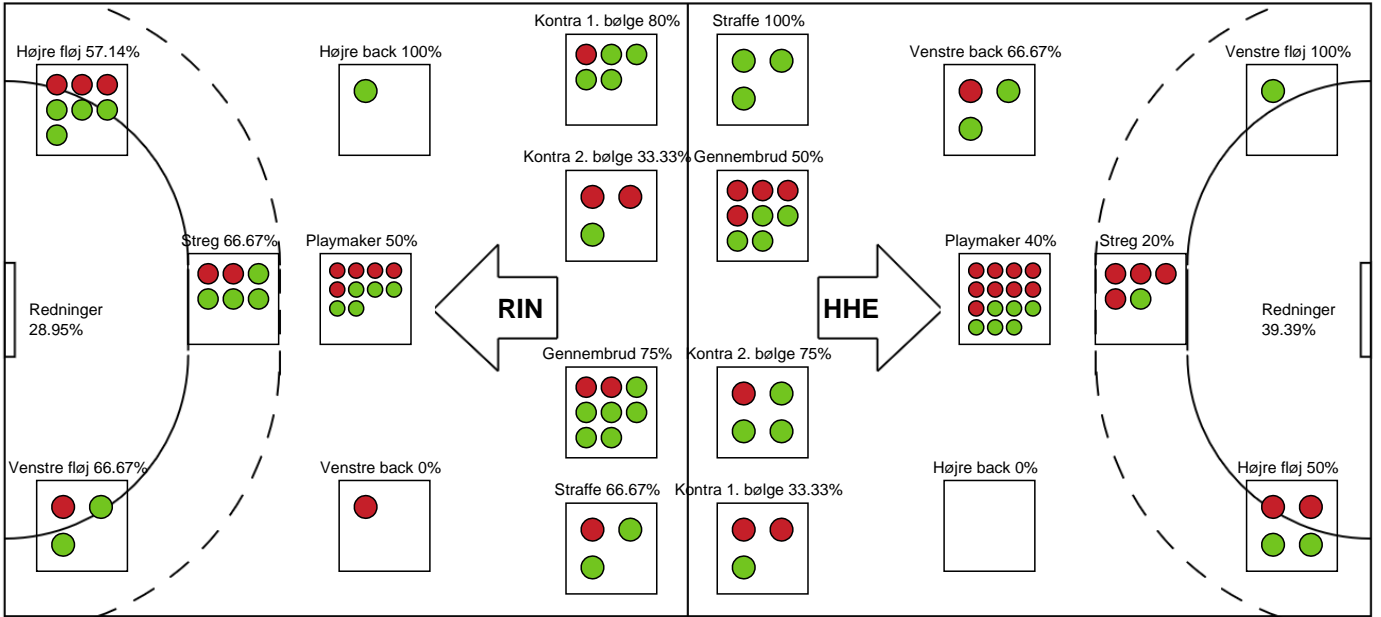 Kontra 1. bølge 80%
Straffe 100%
Højre fløj 57.14%
Højre back 100%
Venstre back 66.67%
Venstre fløj 100%
Kontra 2. bølge 33.33%
Gennembrud 50%
Streg 66.67%
Playmaker 50%
Playmaker 40%
Streg 20%
Redninger
28.95%
RIN
HHE
Redninger
39.39%
Gennembrud 75%
Kontra 2. bølge 75%
Venstre fløj 66.67%
Venstre back 0%
Højre back 0%
Højre fløj 50%
Straffe 66.67%
Kontra 1. bølge 33.33%